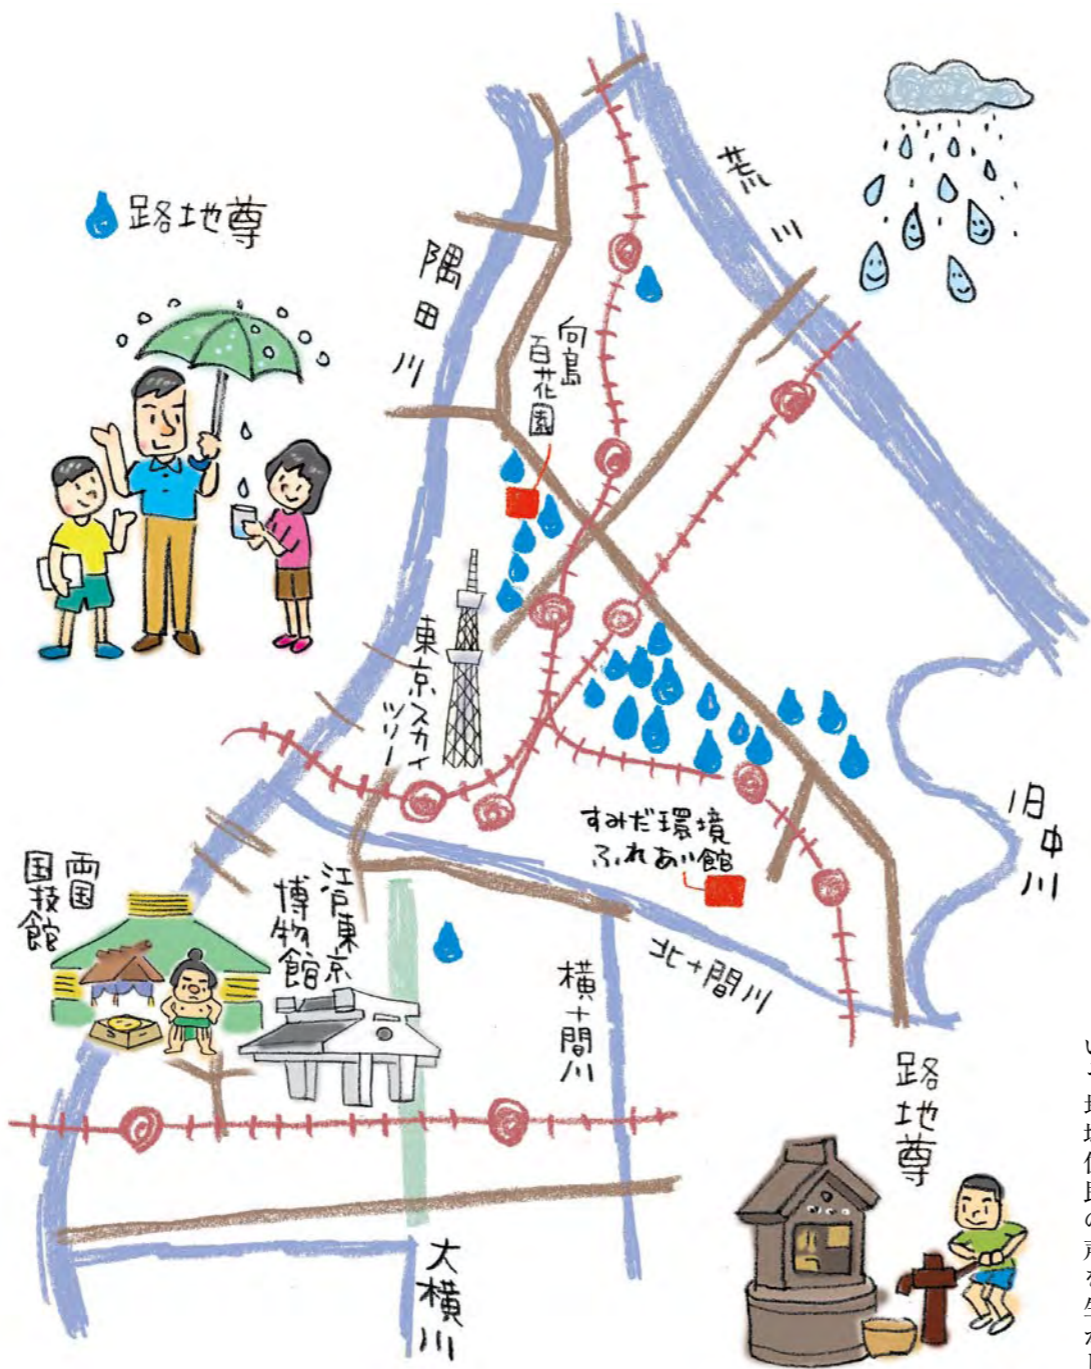 路地尊
隅
田
川
荒
川
向島
百花園
東京スカイ
ツリー
すみだ環境
ふれあい館
旧
中
川
両国
国技館
江戸東京
博物館
北十間川
横十間川
路地尊
大横川